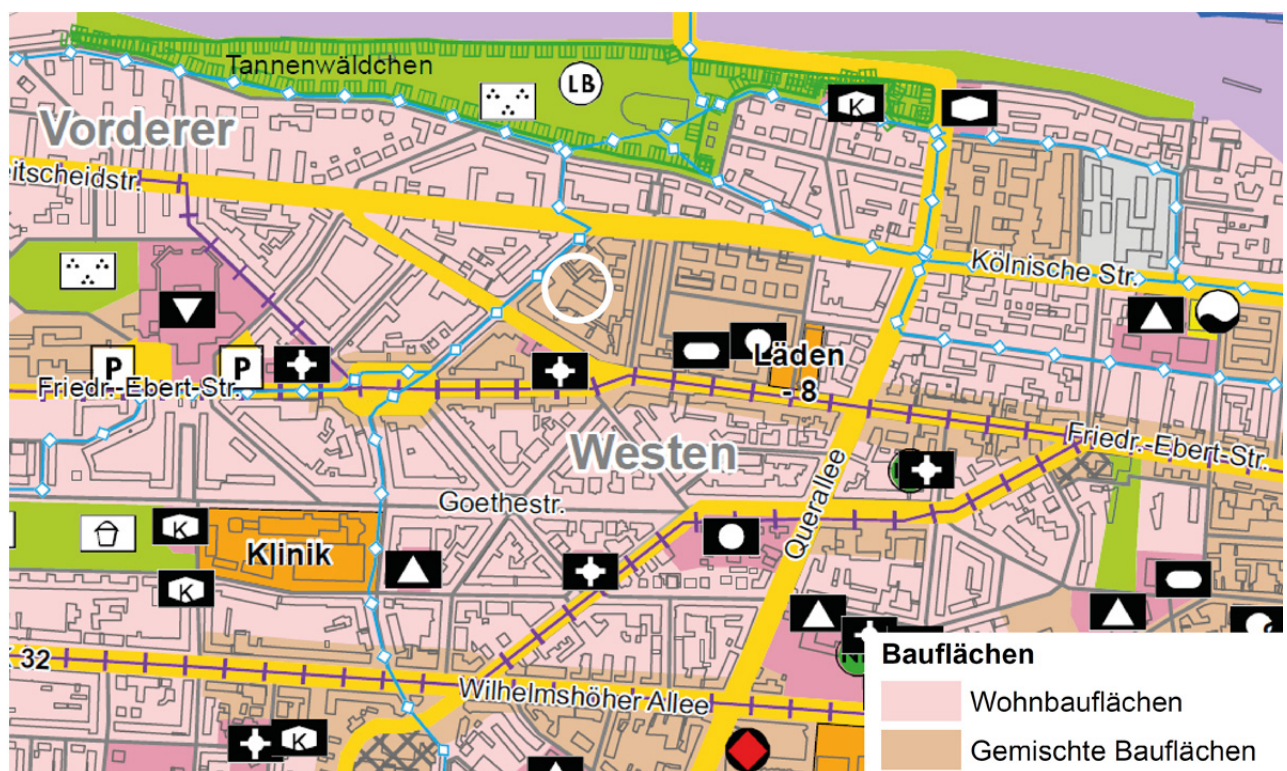 Tannenwäldchen
LB
K
Vorderer
eitscheidstr.
Kölnische Str.
P
P
Läden
- 8
Friedr.-Ebert-Str.
Westen
Friedr.-Ebert-Str.
Goethestr.
Querallee
K
Klinik
K
K 32
Wilhelmshöher Allee
K
Bauflächen
Wohnbauflächen
Gemischte Bauflächen